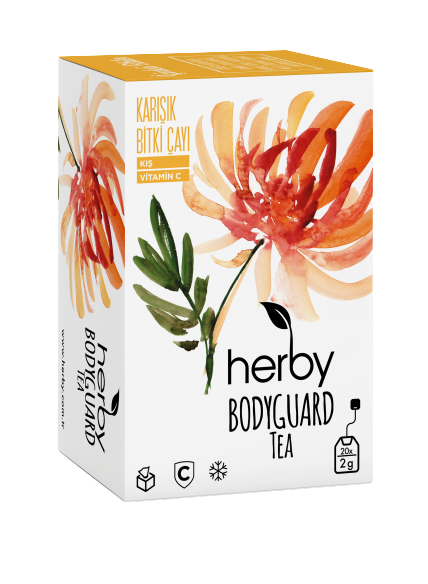 KARIŞIK
BİTKİ ÇAYI
KIŞ
VİTAMİN C
herby
BODYGUARD
TEA
20x
2g
C
www.herby.com.tr
herby
BODYGUARD
TEA